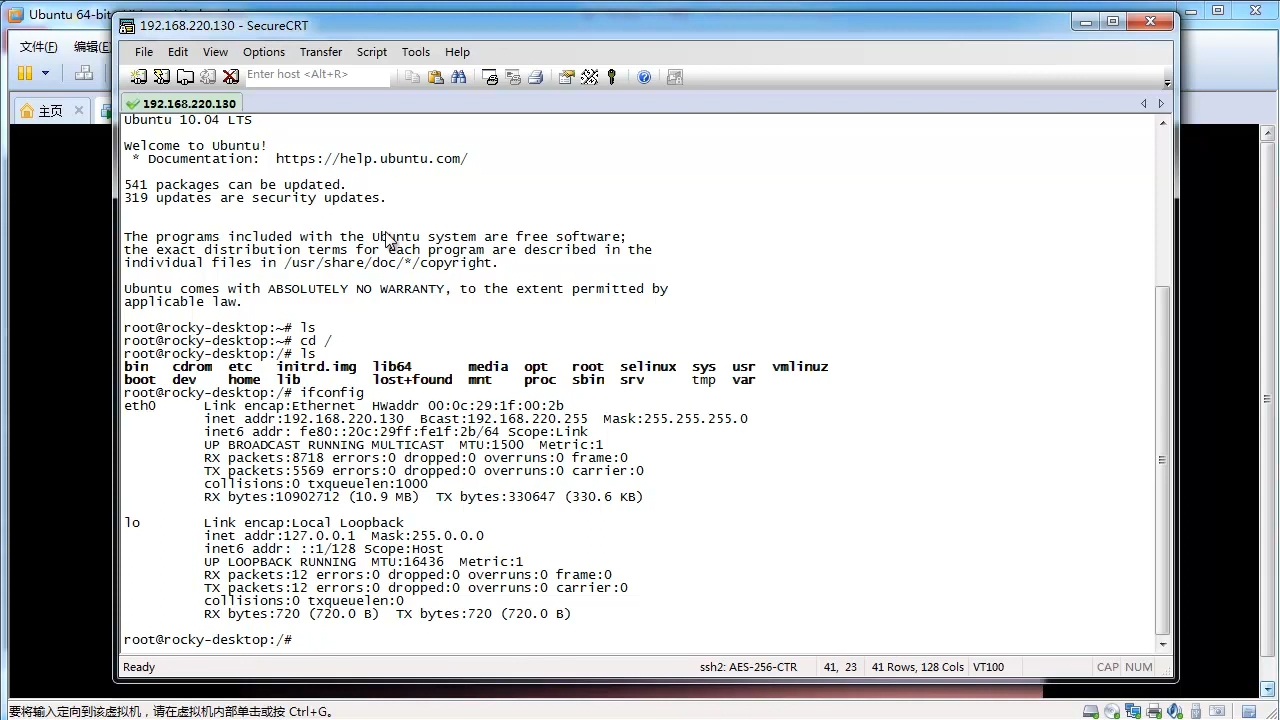 Ubuntu 64-bit
192.168.220.130 - SecureCRT
文件(F) 编辑(E)
File Edit View Options Transfer Script Tools Help
Enter host <Alt+R>
主页
192.168.220.130
Ubuntu 10.04 LTS
Welcome to Ubuntu!
* Documentation: https://help.ubuntu.com/
541 packages can be updated.
319 updates are security updates.
The programs included with the Ubuntu system are free software;
the exact distribution terms for each program are described in the
individual files in /usr/share/doc/*/copyright.
Ubuntu comes with ABSOLUTELY NO WARRANTY, to the extent permitted by
applicable law.
root@rocky-desktop:~# ls
root@rocky-desktop:~# cd /
root@rocky-desktop:/# ls
bin cdrom etc initrd.img lib64 media opt root selinux sys usr vmlinuz
boot dev home lib lost+found mnt proc sbin srv tmp var
root@rocky-desktop:/# ifconfig
eth0 Link encap:Ethernet HWaddr 00:0c:29:1f:00:2b
inet addr:192.168.220.130 Bcast:192.168.220.255 Mask:255.255.255.0
inet6 addr: fe80::20c:29ff:fe1f:2b/64 Scope:Link
UP BROADCAST RUNNING MULTICAST MTU:1500 Metric:1
RX packets:8718 errors:0 dropped:0 overruns:0 frame:0
TX packets:5569 errors:0 dropped:0 overruns:0 carrier:0
collisions:0 txqueuelen:1000
RX bytes:10902712 (10.9 MB) TX bytes:330647 (330.6 KB)
lo Link encap:Local Loopback
inet addr:127.0.0.1 Mask:255.0.0.0
inet6 addr: ::1/128 Scope:Host
UP LOOPBACK RUNNING MTU:16436 Metric:1
RX packets:12 errors:0 dropped:0 overruns:0 frame:0
TX packets:12 errors:0 dropped:0 overruns:0 carrier:0
collisions:0 txqueuelen:0
RX bytes:720 (720.0 B) TX bytes:720 (720.0 B)
root@rocky-desktop:/#
Ready ssh2: AES-256-CTR 41, 23 41 Rows, 128 Cols VT100 CAP NUM
要将输入定向到该虚拟机，请在虚拟机内部单击或按 Ctrl+G。